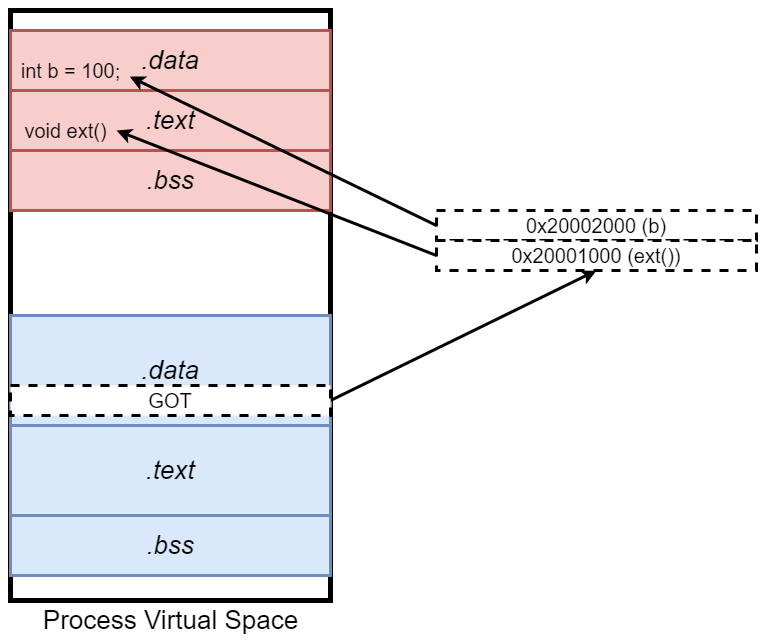 int b = 100;
.data
void ext()
.text
.bss
0x20002000 (b)
0x20001000 (ext())
.data
GOT
.text
.bss
Process Virtual Space